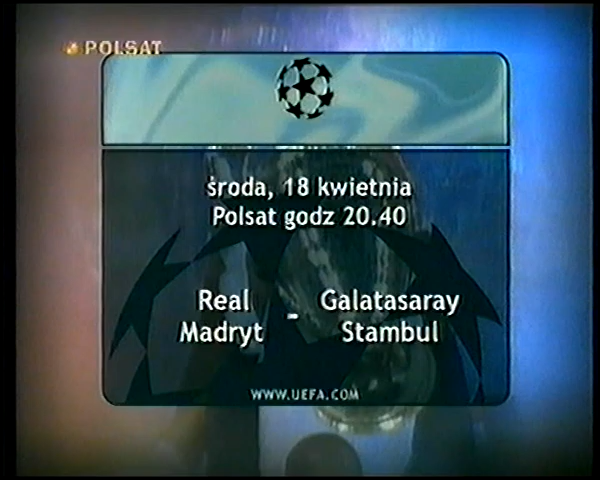 POLSAT
środa, 18 kwietnia
Polsat godz 20.40
Real Madryt - Galatasaray Stambul
WWW.UEFA.COM